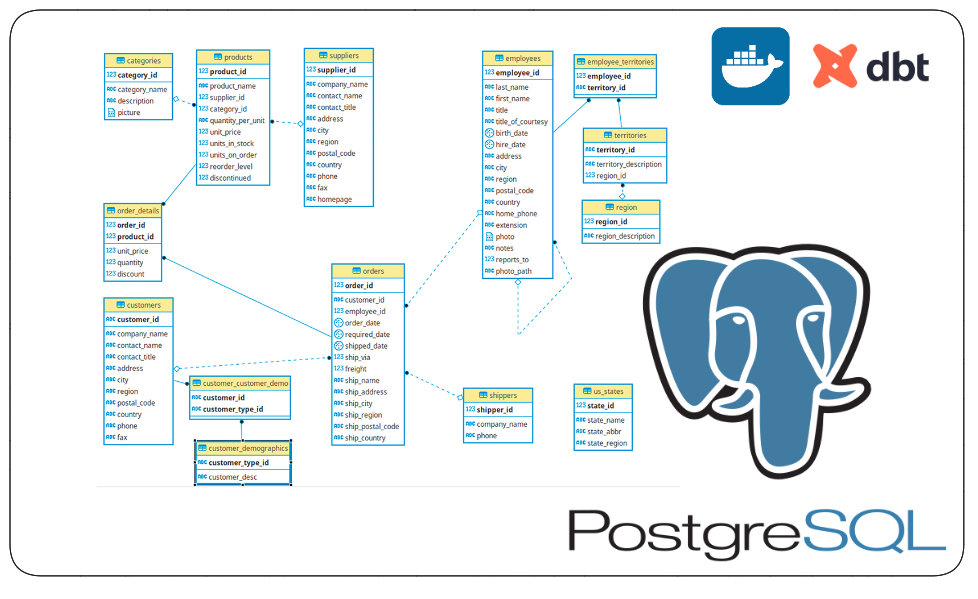 categories
123 category_id
ABC category_name
ABC description
picture
products
123 product_id
ABC product_name
123 supplier_id
123 category_id
ABC quantity_per_unit
123 unit_price
123 units_in_stock
123 units_on_order
123 reorder_level
123 discontinued
suppliers
123 supplier_id
ABC company_name
ABC contact_name
ABC contact_title
ABC address
ABC city
ABC region
ABC postal_code
ABC country
ABC phone
ABC fax
ABC homepage
employees
123 employee_id
ABC last_name
ABC first_name
ABC title
ABC title_of_courtesy
birth_date
hire_date
ABC address
ABC city
ABC region
ABC postal_code
ABC country
ABC home_phone
ABC extension
photo
ABC notes
123 reports_to
ABC photo_path
employee_territories
123 employee_id
ABC territory_id
territories
ABC territory_id
ABC territory_description
123 region_id
region
123 region_id
ABC region_description
dbt
order_details
123 order_id
123 product_id
123 unit_price
123 quantity
123 discount
customers
ABC customer_id
ABC company_name
ABC contact_name
ABC contact_title
ABC address
ABC city
ABC region
ABC postal_code
ABC country
ABC phone
ABC fax
customer_customer_demo
ABC customer_id
ABC customer_type_id
customer_demographics
ABC customer_type_id
ABC customer_desc
orders
123 order_id
ABC customer_id
123 employee_id
order_date
required_date
shipped_date
123 ship_via
123 freight
ABC ship_name
ABC ship_address
ABC ship_city
ABC ship_region
ABC ship_postal_code
ABC ship_country
shippers
123 shipper_id
ABC company_name
ABC phone
us_states
123 state_id
ABC state_name
ABC state_abbr
ABC state_region
PostgreSQL